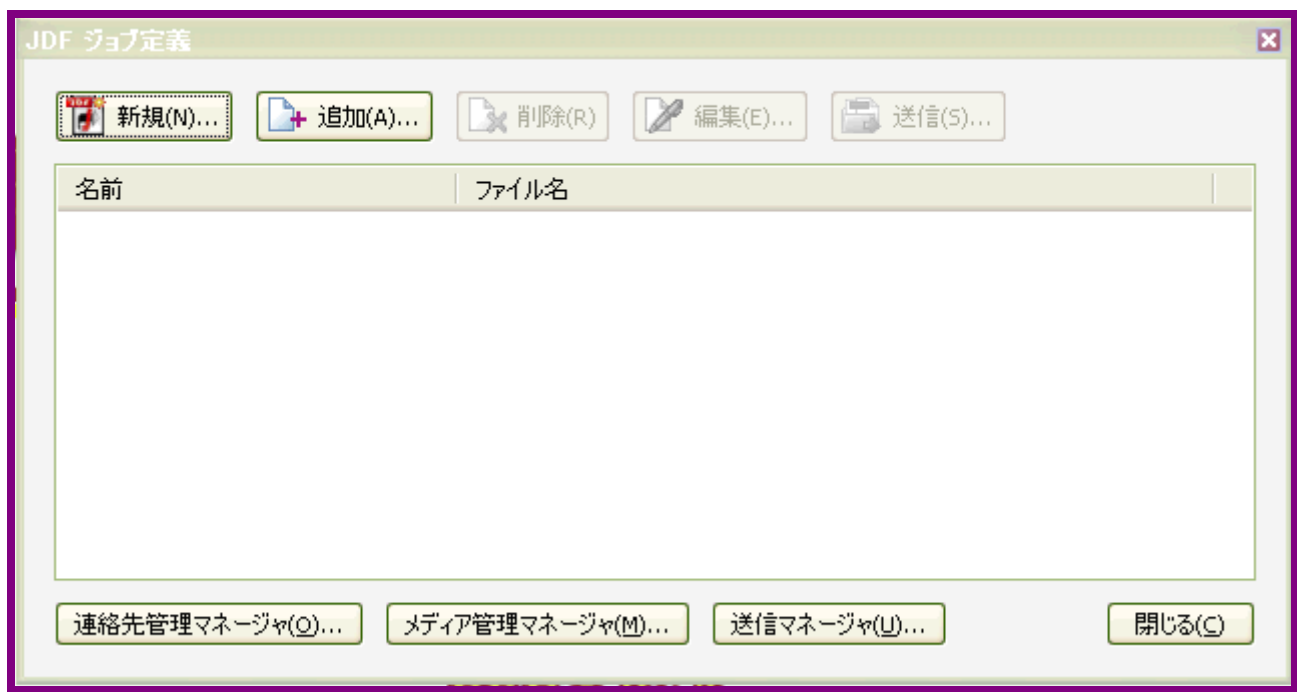 JDF ジョブ定義
新規(N)... 追加(A)... 削除(R) 編集(E)... 送信(S)...
名前 ファイル名
連絡先管理マネージャ(O)... メディア管理マネージャ(M)... 送信マネージャ(U)... 閉じる(C)